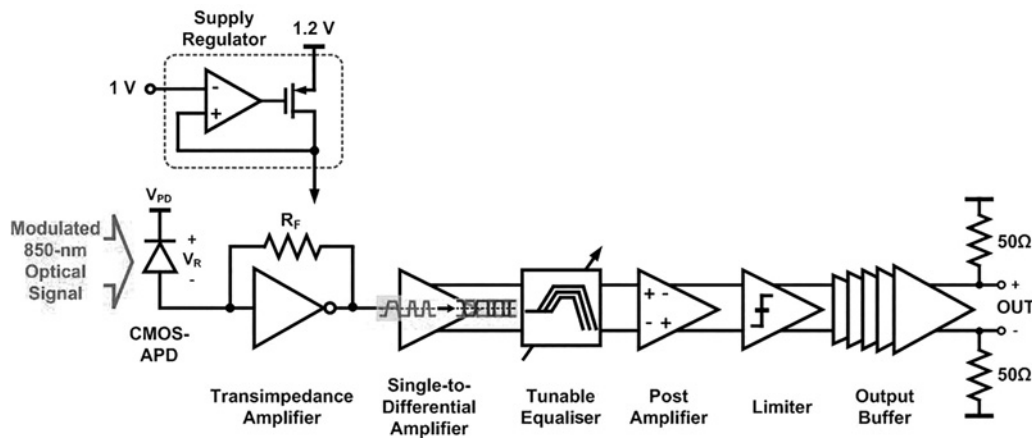 Supply
Regulator
1.2 V
1 V
-
+
V_PD
Modulated
850-nm
Optical
Signal
+
V_R
-
R_F
CMOS-
APD
+ -
- +
50Ω
+
OUT
-
50Ω
Transimpedance
Amplifier
Single-to-
Differential
Amplifier
Tunable
Equaliser
Post
Amplifier
Limiter
Output
Buffer